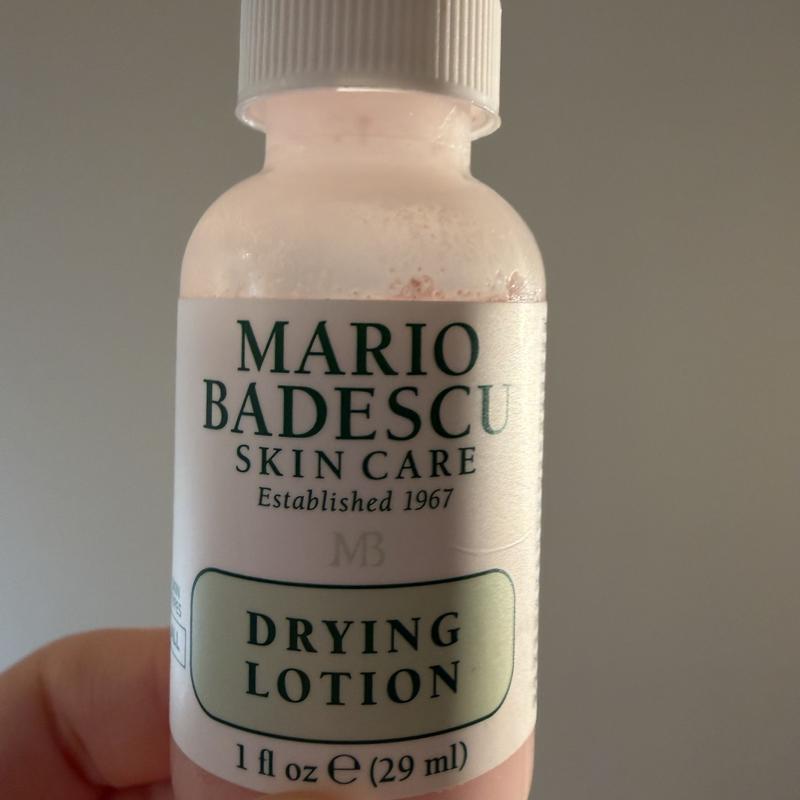 MARIO
BADESCU
SKIN CARE
Established 1967
MB
DRYING
LOTION
1 fl oz ℮ (29 ml)